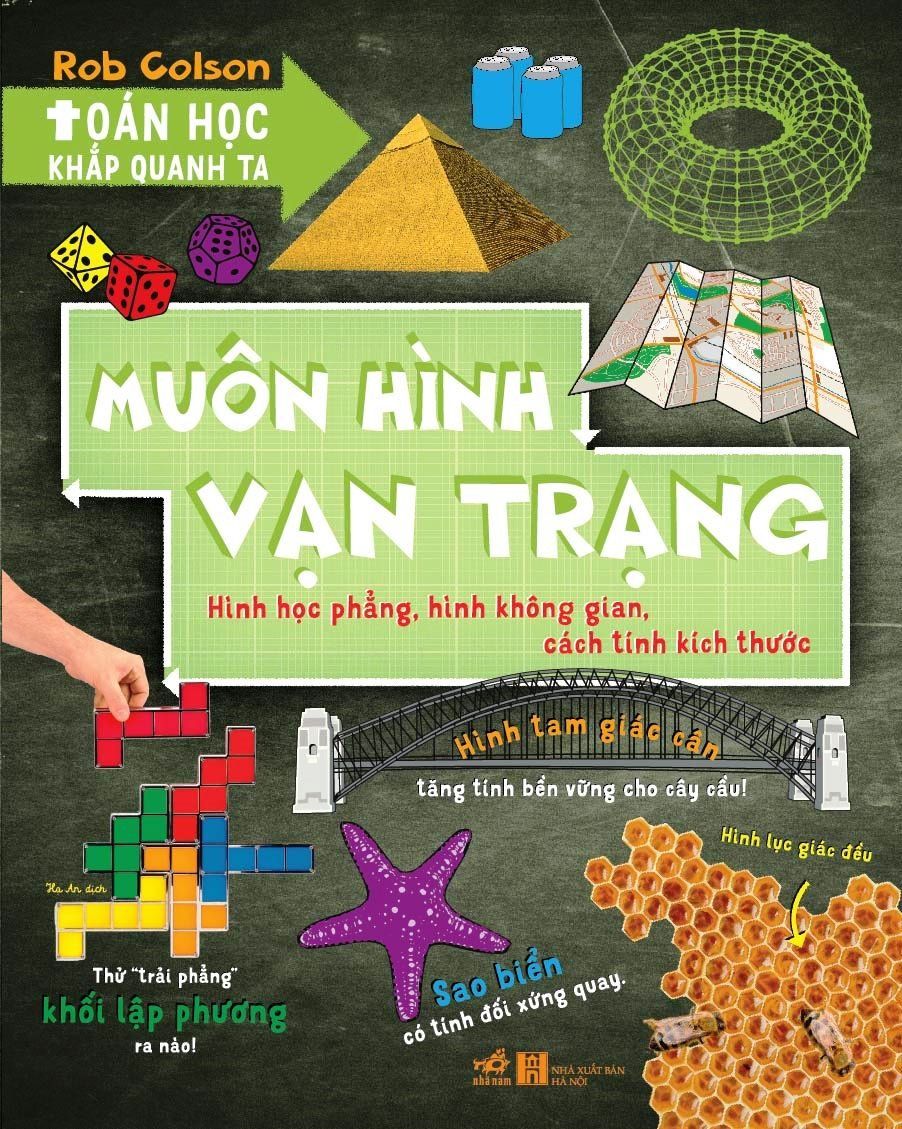 Rob Colson
TOÁN HỌC
KHẮP QUANH TA
MUÔN HÌNH
VẠN TRẠNG
Hình học phẳng, hình không gian,
cách tính kích thước
Hình tam giác cân
tăng tính bền vững cho cây cầu!
Hình lục giác đều
Hạ An dịch
Thử "trải phẳng"
khối lập phương
ra nào!
Sao biển
có tính đối xứng quay.
nhã nam
NHÀ XUẤT BẢN
HÀ NỘI